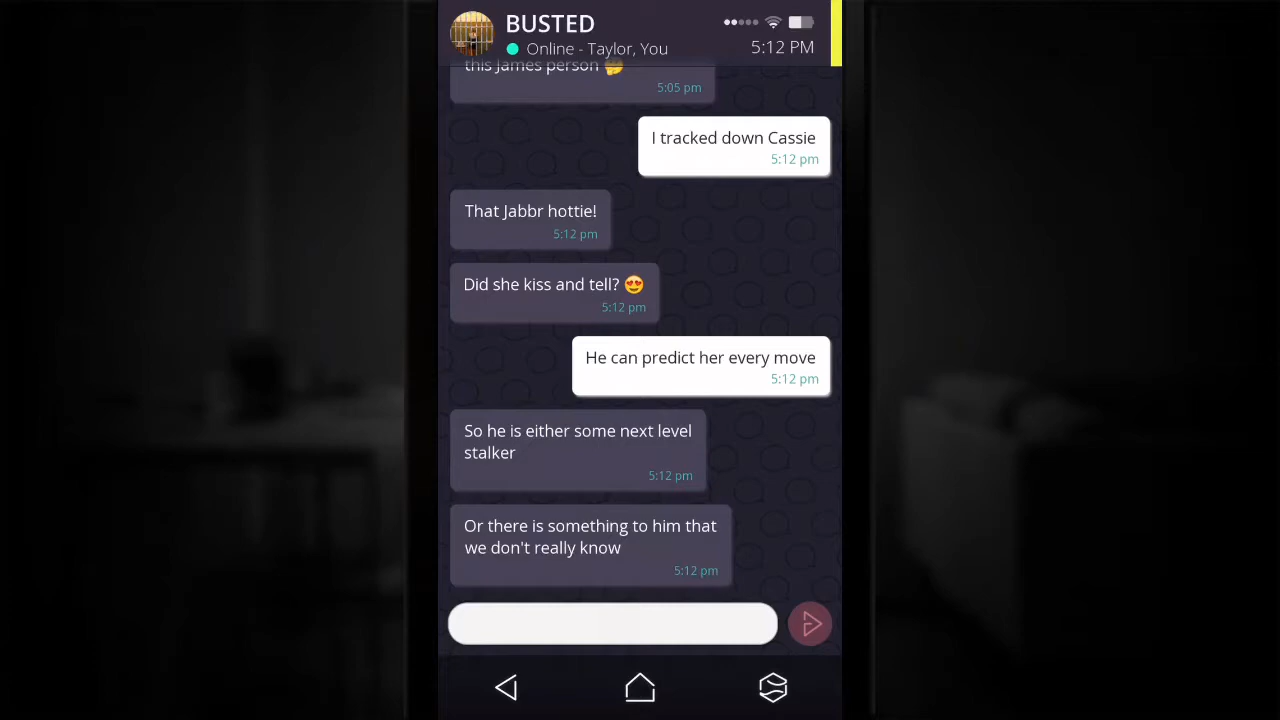 BUSTED
Online - Taylor, You
5:12 PM
this James person 🤔
5:05 pm
I tracked down Cassie
5:12 pm
That Jabbr hottie!
5:12 pm
Did she kiss and tell? 😍
5:12 pm
He can predict her every move
5:12 pm
So he is either some next level
stalker
5:12 pm
Or there is something to him that
we don't really know
5:12 pm